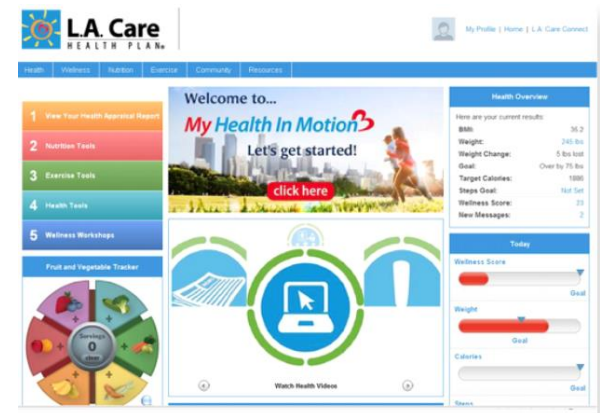 L.A. Care
HEALTH PLAN®
My Profile | Home | L.A. Care Connect
Health Wellness Nutrition Exercise Community Resources
1 View Your Health Appraisal Report
2 Nutrition Tools
3 Exercise Tools
4 Health Tools
5 Wellness Workshops
Fruit and Vegetable Tracker
Servings
0
clear
Welcome to...
My Health In Motion
Let's get started!
click here
Watch Health Videos
Health Overview
Here are your current results:
BMI: 36.2
Weight: 245 lbs
Weight Change: 5 lbs lost
Goal: Over by 75 lbs
Target Calories: 1886
Steps Goal: Not Set
Wellness Score: 23
New Messages: 2
Today
Wellness Score
Goal
Weight
Goal
Calories
Goal
Steps